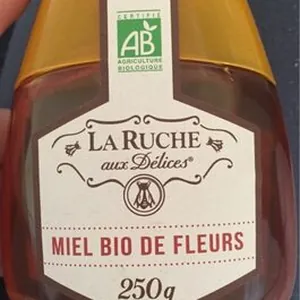 CERTIFIÉ
AB
AGRICULTURE
BIOLOGIQUE
LA RUCHE
aux Délices®
MIEL BIO DE FLEURS
250g